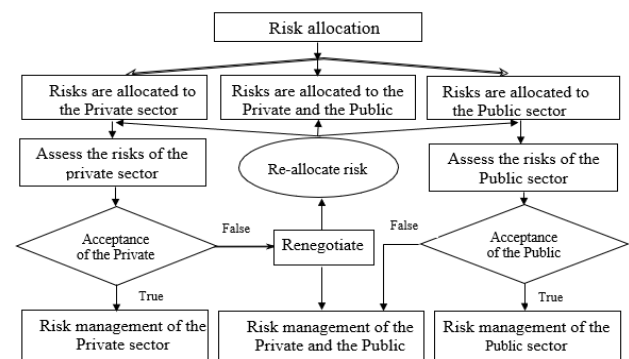 Risk allocation
Risks are allocated to
the Private sector
Risks are allocated to the
Private and the Public
Risks are allocated to
the Public sector
Assess the risks of the
private sector
Re-allocate risk
Assess the risks of the
Public sector
Acceptance
of the Private
False
Renegotiate
False
Acceptance
of the Public
True
True
Risk management of the
Private sector
Risk management of the
Private and the Public
Risk management of the
Public sector